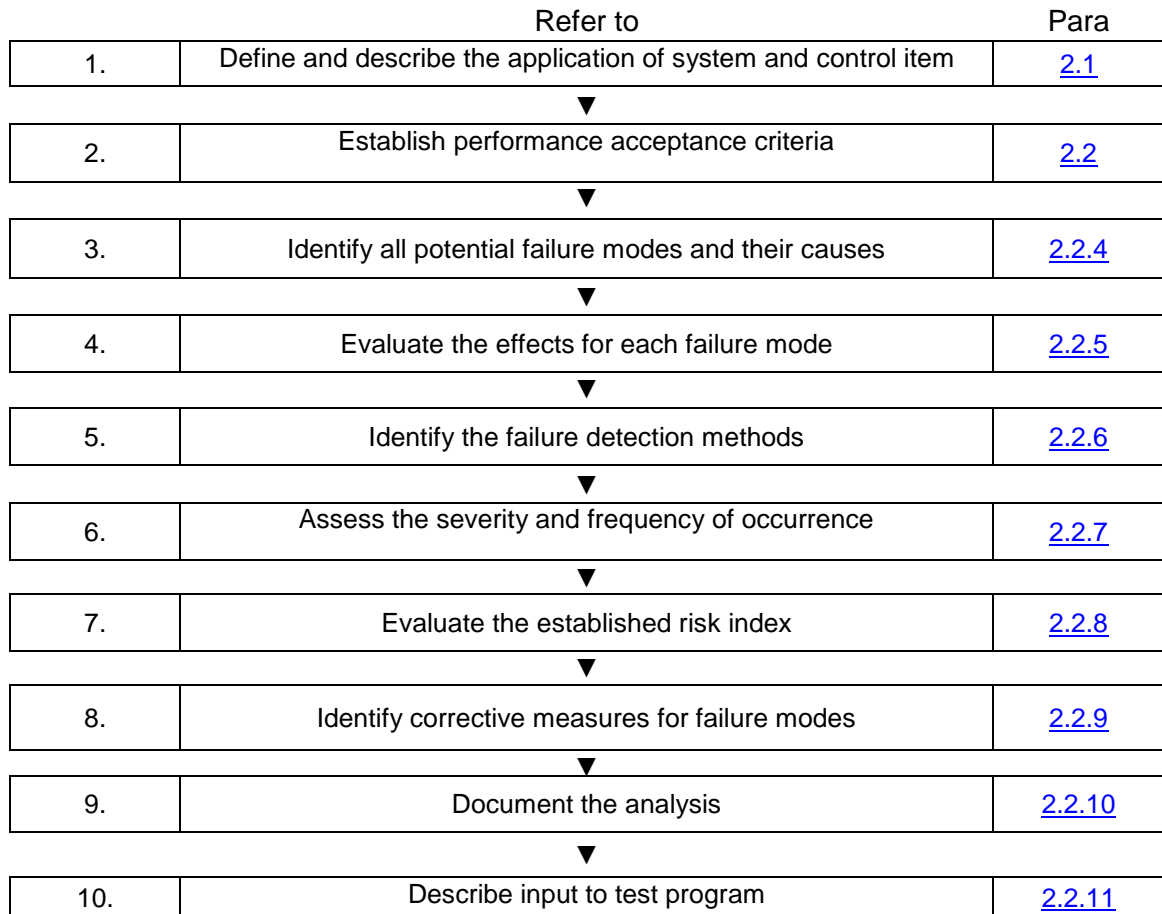 Refer to Para
1. Define and describe the application of system and control item 2.1
▼
2. Establish performance acceptance criteria 2.2
▼
3. Identify all potential failure modes and their causes 2.2.4
▼
4. Evaluate the effects for each failure mode 2.2.5
▼
5. Identify the failure detection methods 2.2.6
▼
6. Assess the severity and frequency of occurrence 2.2.7
▼
7. Evaluate the established risk index 2.2.8
▼
8. Identify corrective measures for failure modes 2.2.9
▼
9. Document the analysis 2.2.10
▼
10. Describe input to test program 2.2.11